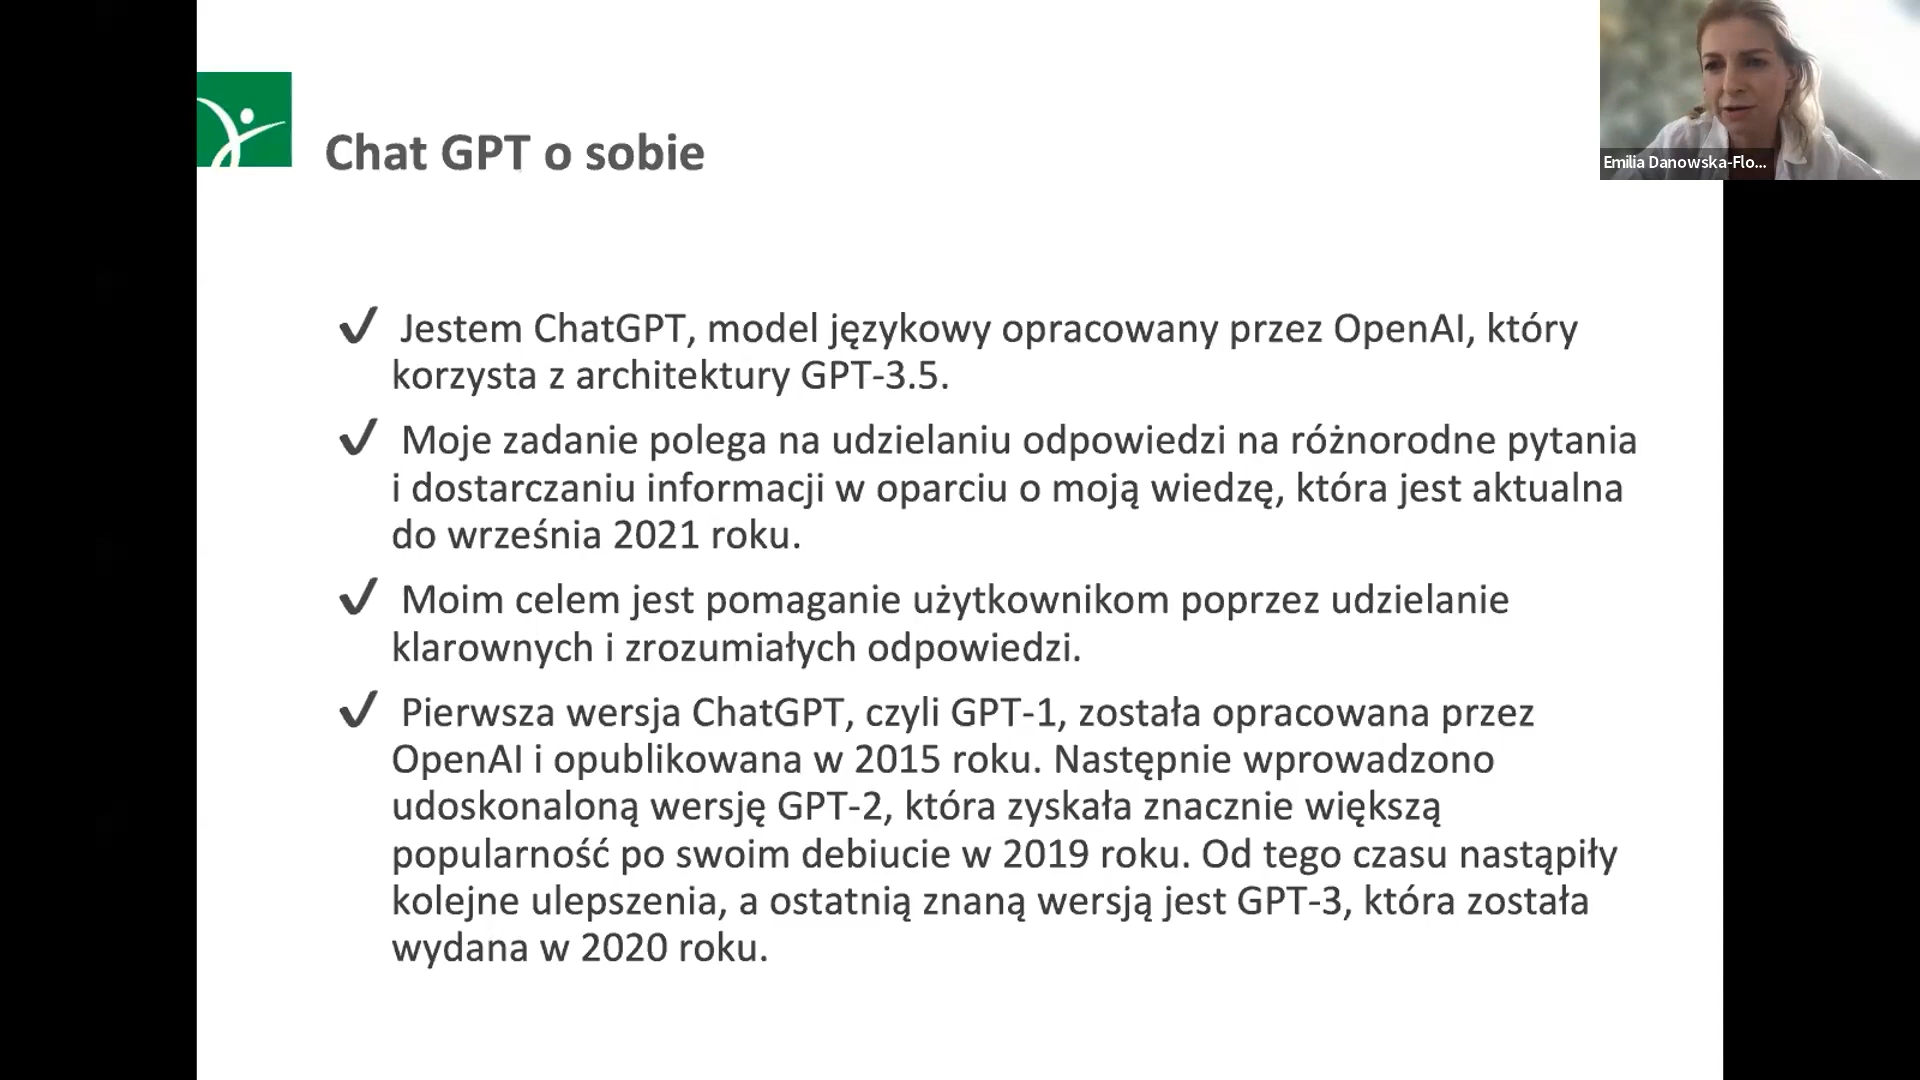 Chat GPT o sobie
Emilia Danowska-Flo...
✔ Jestem ChatGPT, model językowy opracowany przez OpenAI, który
korzysta z architektury GPT-3.5.
✔ Moje zadanie polega na udzielaniu odpowiedzi na różnorodne pytania
i dostarczaniu informacji w oparciu o moją wiedzę, która jest aktualna
do września 2021 roku.
✔ Moim celem jest pomaganie użytkownikom poprzez udzielanie
klarownych i zrozumiałych odpowiedzi.
✔ Pierwsza wersja ChatGPT, czyli GPT-1, została opracowana przez
OpenAI i opublikowana w 2015 roku. Następnie wprowadzono
udoskonaloną wersję GPT-2, która zyskała znacznie większą
popularność po swoim debiucie w 2019 roku. Od tego czasu nastąpiły
kolejne ulepszenia, a ostatnią znaną wersją jest GPT-3, która została
wydana w 2020 roku.